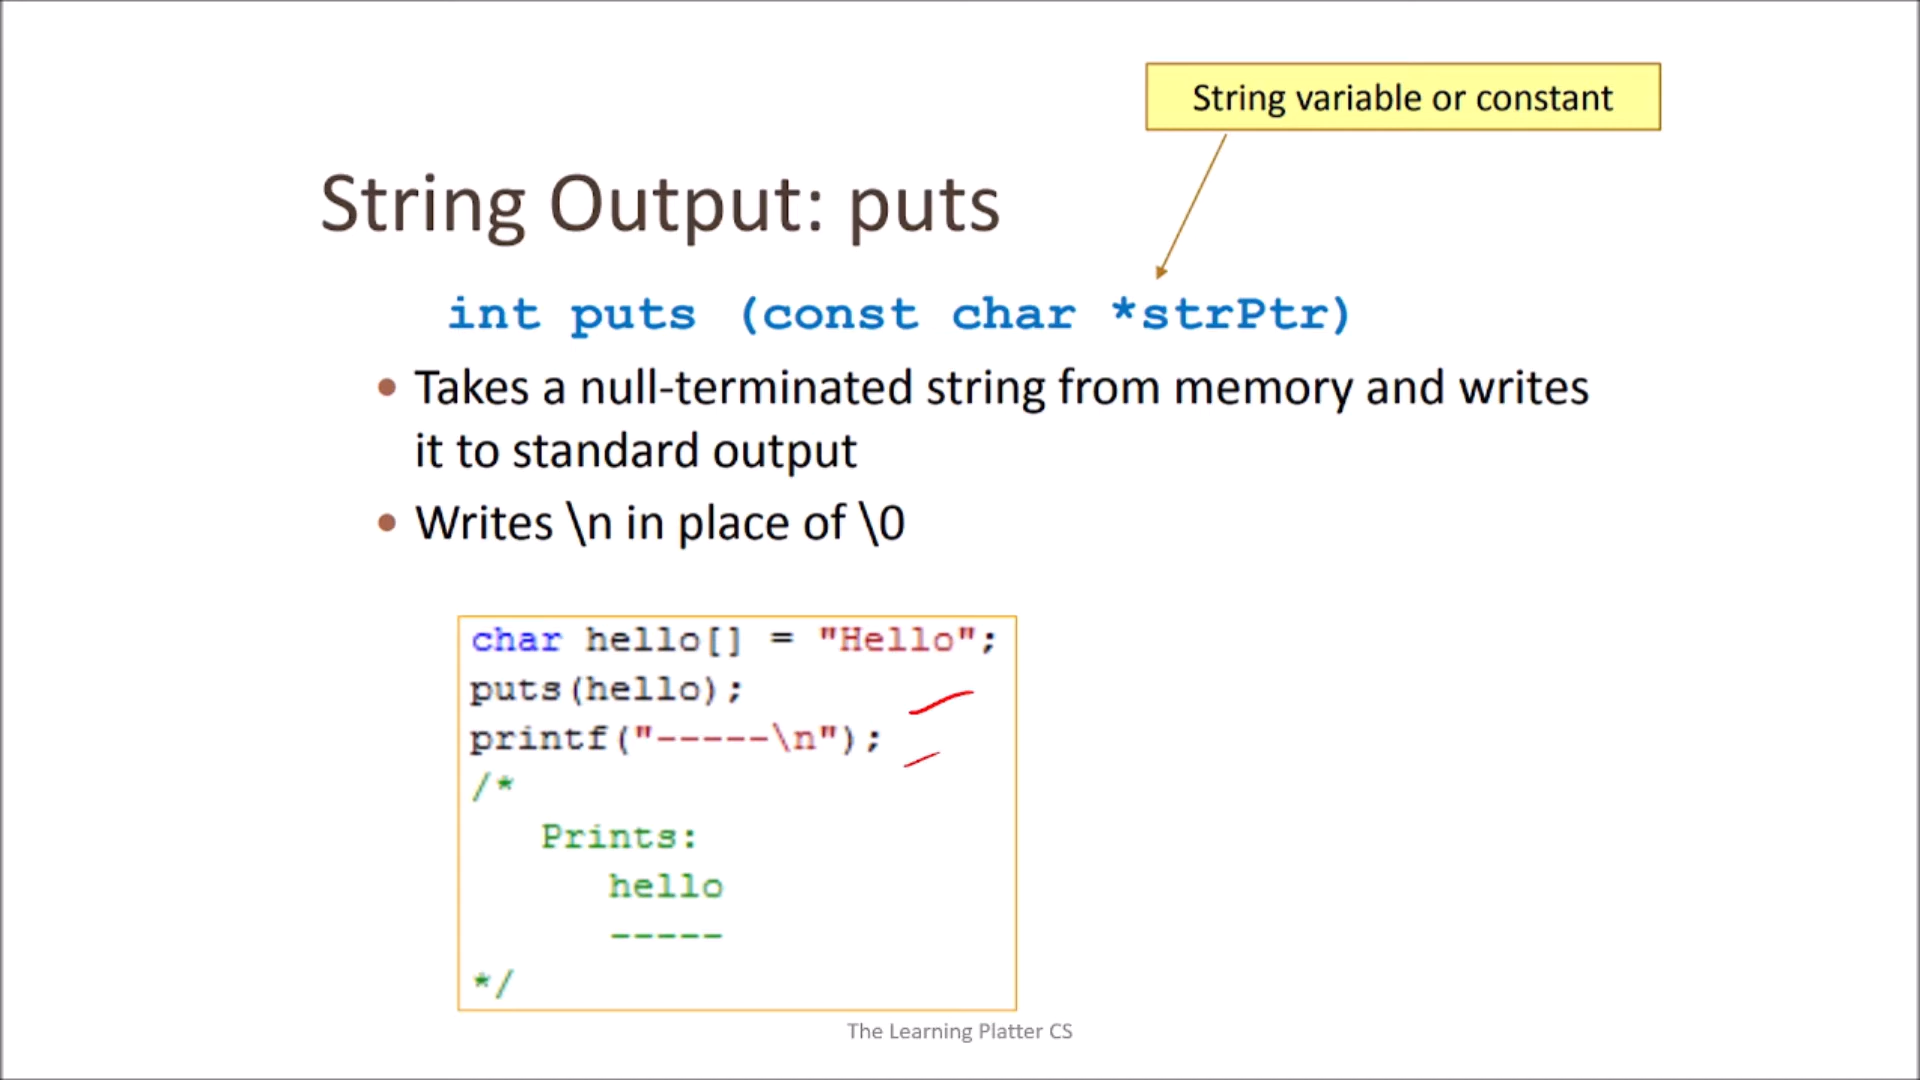 String variable or constant
String Output: puts
int puts (const char *strPtr)
• Takes a null-terminated string from memory and writes
it to standard output
• Writes \n in place of \0
char hello[] = "Hello";
puts(hello);
printf("-----\n");
/*
Prints:
hello
-----
*/
The Learning Platter CS